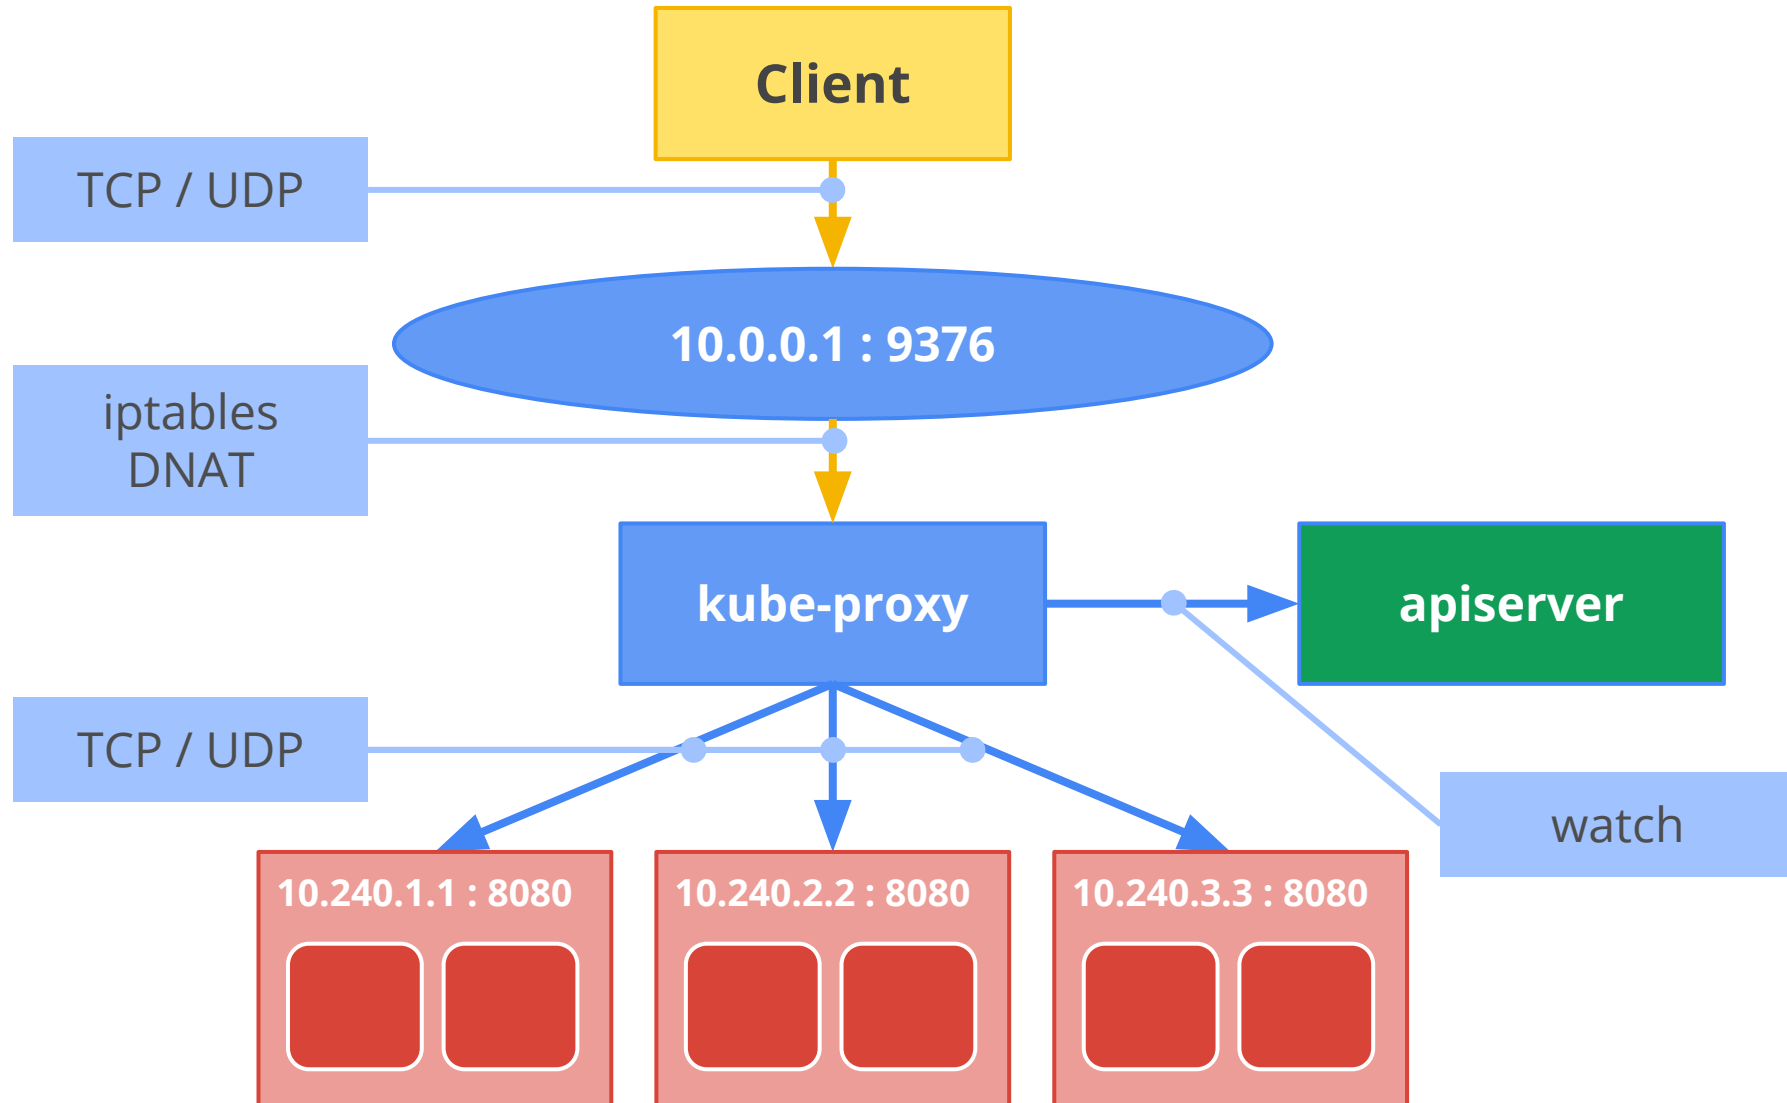 Client
TCP / UDP
10.0.0.1 : 9376
iptables
DNAT
kube-proxy
apiserver
TCP / UDP
watch
10.240.1.1 : 8080
10.240.2.2 : 8080
10.240.3.3 : 8080